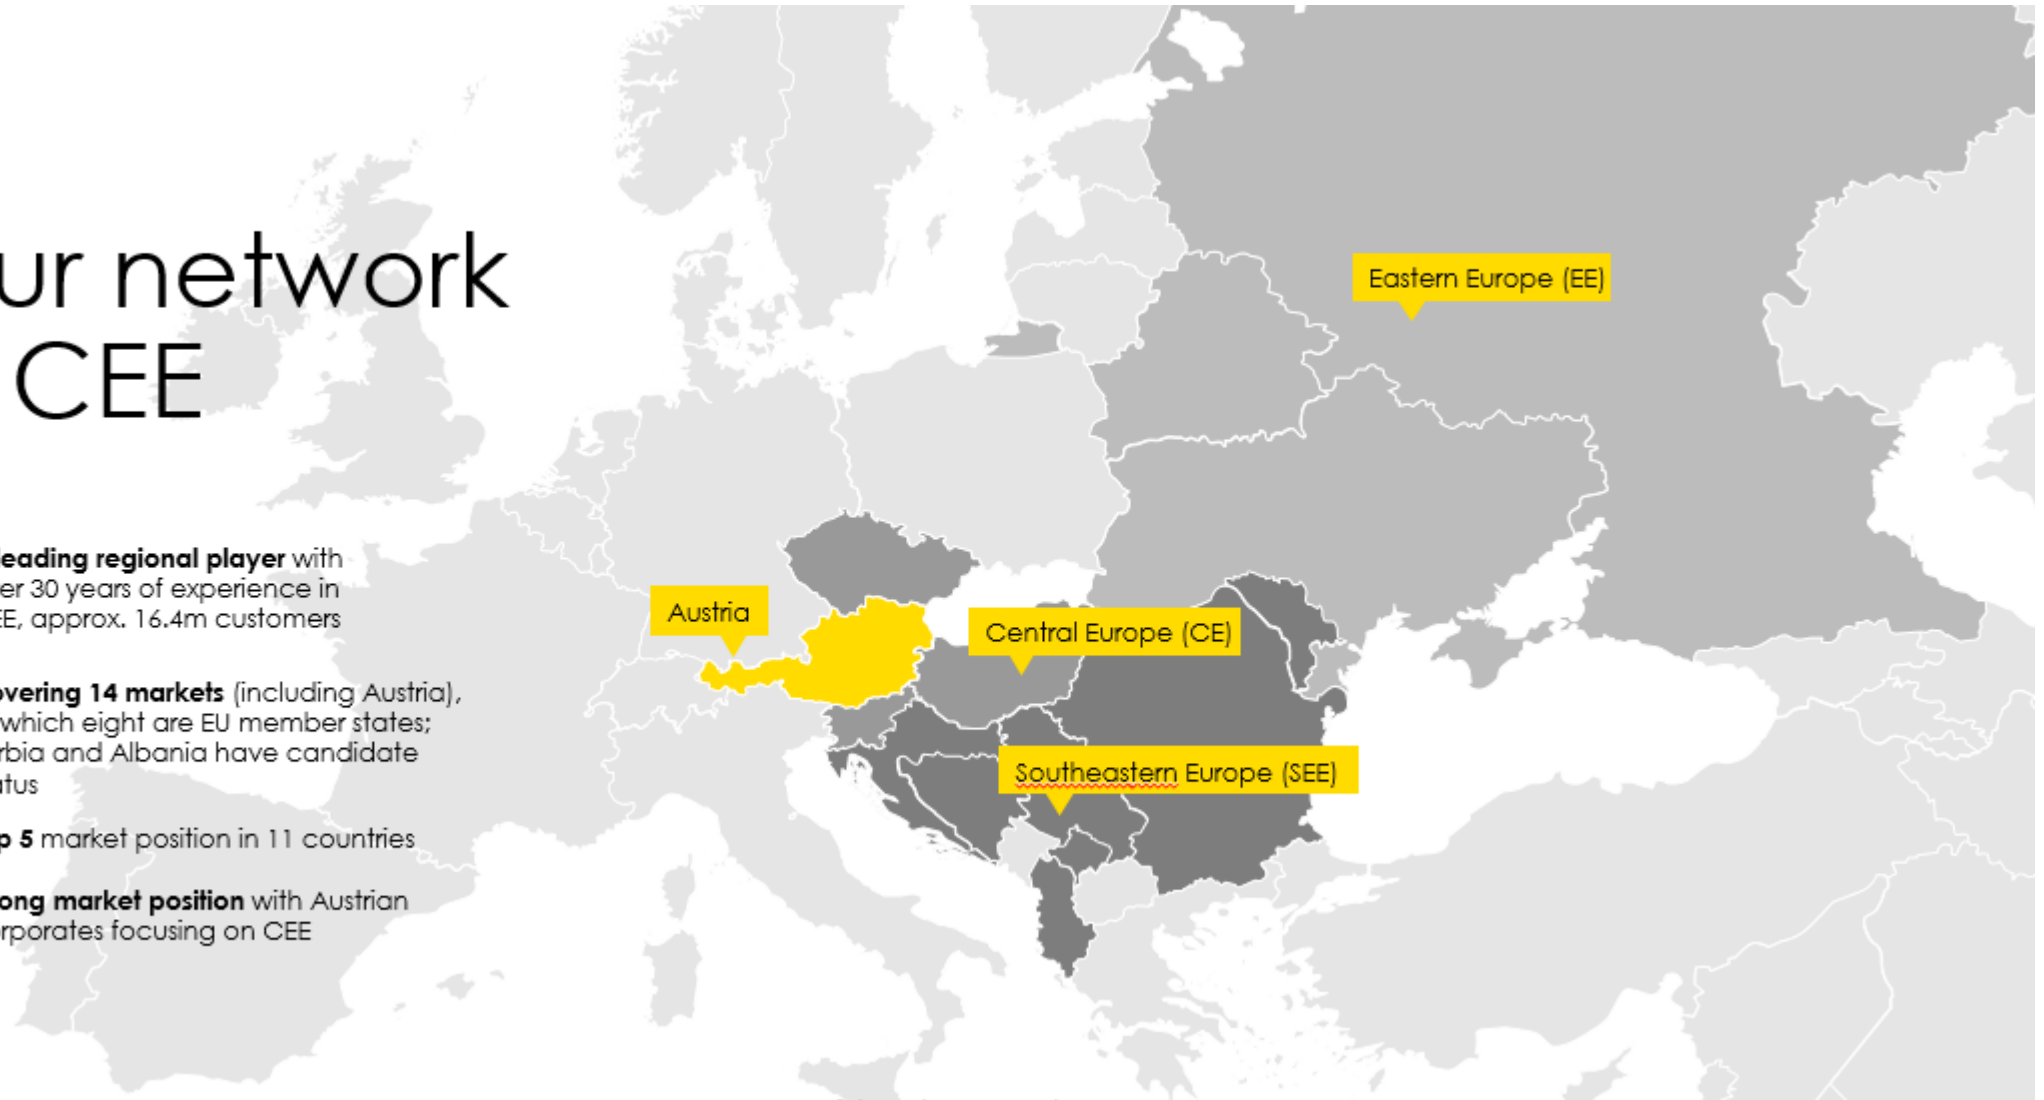 ur network
CEE
leading regional player with
er 30 years of experience in
EE, approx. 16.4m customers
overing 14 markets (including Austria),
which eight are EU member states;
rbia and Albania have candidate
atus
p 5 market position in 11 countries
ong market position with Austrian
rporates focusing on CEE
Eastern Europe (EE)
Austria
Central Europe (CE)
Southeastern Europe (SEE)